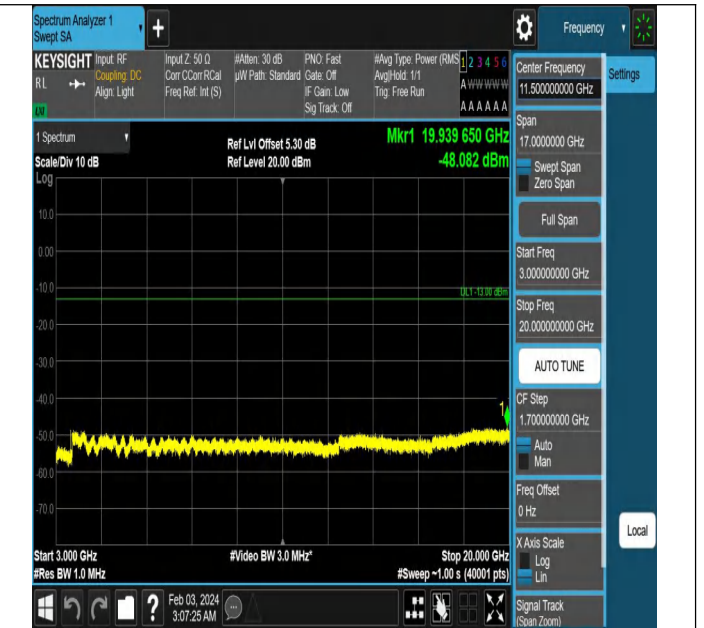 Spectrum Analyzer 1
Swept SA
+
Frequency
KEYSIGHT
RL
Input: RF
Coupling: DC
Align: Light
Input Z: 50 Ω
Corr CCorr RCal
Freq Ref: Int (S)
#Atten: 30 dB
µW Path: Standard
PNO: Fast
Gate: Off
IF Gain: Low
Sig Track: Off
#Avg Type: Power (RMS
Avg|Hold: 1/1
Trig: Free Run
1 2 3 4 5 6
A W W W W W
A A A A A A
1 Spectrum
Scale/Div 10 dB
Log
Ref Lvl Offset 5.30 dB
Ref Level 20.00 dBm
Mkr1 19.939 650 GHz
-48.082 dBm
10.0
0.00
-10.0
DL1 -13.00 dBm
-20.0
-30.0
-40.0
1
-50.0
-60.0
-70.0
Start 3.000 GHz
#Res BW 1.0 MHz
#Video BW 3.0 MHz*
Stop 20.000 GHz
#Sweep ~1.00 s (40001 pts)
Center Frequency
11.500000000 GHz
Settings
Span
17.0000000 GHz
Swept Span
Zero Span
Full Span
Start Freq
3.000000000 GHz
Stop Freq
20.000000000 GHz
AUTO TUNE
CF Step
1.700000000 GHz
Auto
Man
Freq Offset
0 Hz
X Axis Scale
Log
Lin
Local
Signal Track
(Span Zoom)
?
Feb 03, 2024
3:07:25 AM